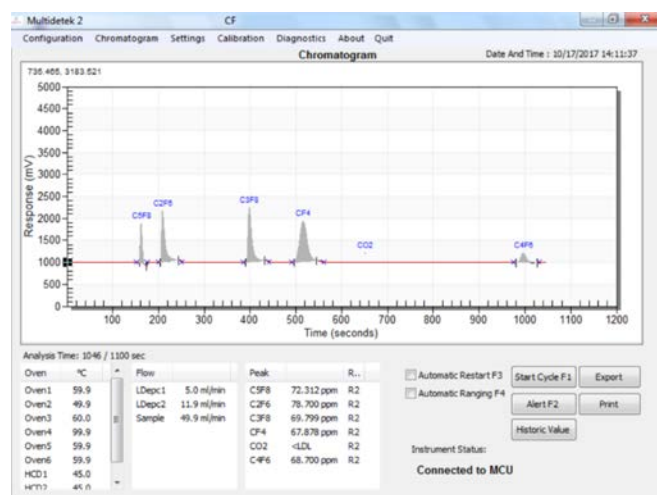 Multidetek 2 CF
Configuration Chromatogram Settings Calibration Diagnostics About Quit
Chromatogram Date And Time : 10/17/2017 14:11:37
735.465, 3183.521
5000
4500
4000
3500
3000
2500
2000
1500
1000
500
0
Response (mV)
C5F8
C2F6
C3F8
CF4
CO2
C4F6
100 200 300 400 500 600 700 800 900 1000 1100 1200
Time (seconds)
Analysis Time: 1046 / 1100 sec
Oven °C Flow Peak R...
Oven1 59.9 LDepc1 5.0 ml/min C5F8 72.312 ppm R2
Oven2 49.9 LDepc2 11.9 ml/min C2F6 78.700 ppm R2
Oven3 60.0 Sample 49.9 ml/min C3F8 69.799 ppm R2
Oven4 99.9 CF4 67.878 ppm R2
Oven5 59.9 CO2 <LDL R2
Oven6 59.9 C4F6 68.700 ppm R2
HCD1 45.0
HCD2 45.0
Automatic Restart F3 Start Cycle F1 Export
Automatic Ranging F4 Alert F2 Print
Historic Value
Instrument Status:
Connected to MCU